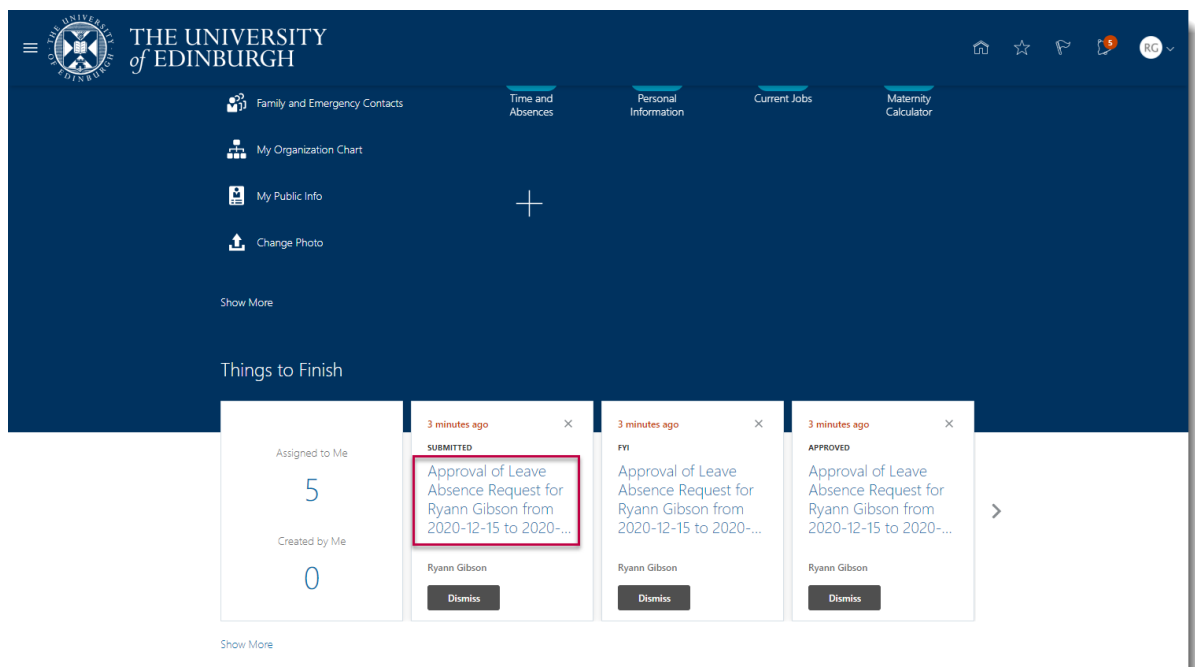 THE UNIVERSITY
of EDINBURGH
THE UNIVERSITY
OF EDINBURGH
5
RG
Family and Emergency Contacts
My Organization Chart
My Public Info
Change Photo
Show More
Time and
Absences
Personal
Information
Current Jobs
Maternity
Calculator
Things to Finish
Assigned to Me
5
Created by Me
0
3 minutes ago
SUBMITTED
Approval of Leave
Absence Request for
Ryann Gibson from
2020-12-15 to 2020-...
Ryann Gibson
Dismiss
3 minutes ago
FYI
Approval of Leave
Absence Request for
Ryann Gibson from
2020-12-15 to 2020-...
Ryann Gibson
Dismiss
3 minutes ago
APPROVED
Approval of Leave
Absence Request for
Ryann Gibson from
2020-12-15 to 2020-...
Ryann Gibson
Dismiss
Show More